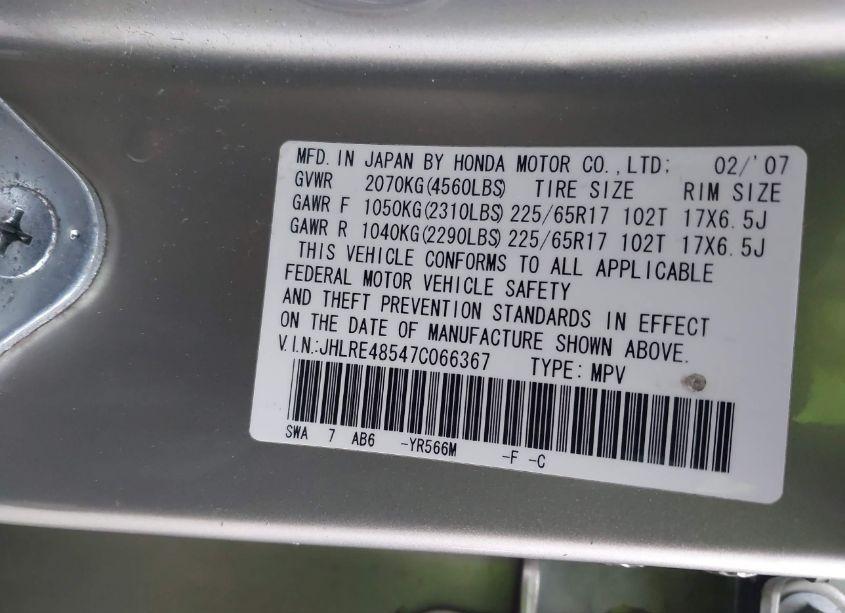 MFD. IN JAPAN BY HONDA MOTOR CO., LTD; 02/'07
GVWR 2070KG(4560LBS) TIRE SIZE RIM SIZE
GAWR F 1050KG(2310LBS) 225/65R17 102T 17X6.5J
GAWR R 1040KG(2290LBS) 225/65R17 102T 17X6.5J
THIS VEHICLE CONFORMS TO ALL APPLICABLE
FEDERAL MOTOR VEHICLE SAFETY
AND THEFT PREVENTION STANDARDS IN EFFECT
ON THE DATE OF MANUFACTURE SHOWN ABOVE.
V.I.N.:JHLRE48547C066367 TYPE: MPV
SWA 7 AB6 -YR566M -F -C